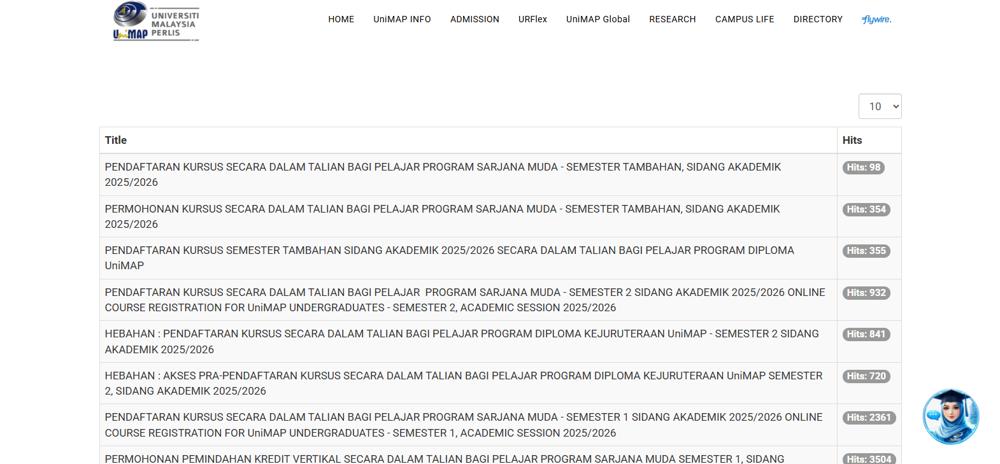 UNIVERSITI
MALAYSIA
PERLIS
UniMAP
HOME UniMAP INFO ADMISSION URFlex UniMAP Global RESEARCH CAMPUS LIFE DIRECTORY flywire.
10
Title Hits
PENDAFTARAN KURSUS SECARA DALAM TALIAN BAGI PELAJAR PROGRAM SARJANA MUDA - SEMESTER TAMBAHAN, SIDANG AKADEMIK
2025/2026
Hits: 98
PERMOHONAN KURSUS SECARA DALAM TALIAN BAGI PELAJAR PROGRAM SARJANA MUDA - SEMESTER TAMBAHAN, SIDANG AKADEMIK
2025/2026
Hits: 354
PENDAFTARAN KURSUS SEMESTER TAMBAHAN SIDANG AKADEMIK 2025/2026 SECARA DALAM TALIAN BAGI PELAJAR PROGRAM DIPLOMA
UniMAP
Hits: 355
PENDAFTARAN KURSUS SECARA DALAM TALIAN BAGI PELAJAR PROGRAM SARJANA MUDA - SEMESTER 2 SIDANG AKADEMIK 2025/2026 ONLINE
COURSE REGISTRATION FOR UniMAP UNDERGRADUATES - SEMESTER 2, ACADEMIC SESSION 2025/2026
Hits: 932
HEBAHAN : PENDAFTARAN KURSUS SECARA DALAM TALIAN BAGI PELAJAR PROGRAM DIPLOMA KEJURUTERAAN UniMAP - SEMESTER 2 SIDANG
AKADEMIK 2025/2026
Hits: 841
HEBAHAN : AKSES PRA-PENDAFTARAN KURSUS SECARA DALAM TALIAN BAGI PELAJAR PROGRAM DIPLOMA KEJURUTERAAN UniMAP SEMESTER
2, SIDANG AKADEMIK 2025/2026
Hits: 720
PENDAFTARAN KURSUS SECARA DALAM TALIAN BAGI PELAJAR PROGRAM SARJANA MUDA - SEMESTER 1 SIDANG AKADEMIK 2025/2026 ONLINE
COURSE REGISTRATION FOR UniMAP UNDERGRADUATES - SEMESTER 1, ACADEMIC SESSION 2025/2026
Hits: 2361
PERMOHONAN PEMINDAHAN KREDIT VERTIKAL SECARA DALAM TALIAN BAGI PELAJAR PROGRAM SARJANA MUDA SEMESTER 1, SIDANG
Hits: 3504
UniMAP